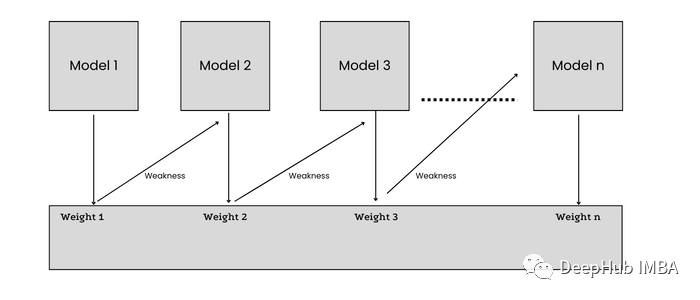 Model 1
Model 2
Model 3
Model n
Weakness
Weakness
Weakness
Weight 1
Weight 2
Weight 3
Weight n
DeepHub IMBA